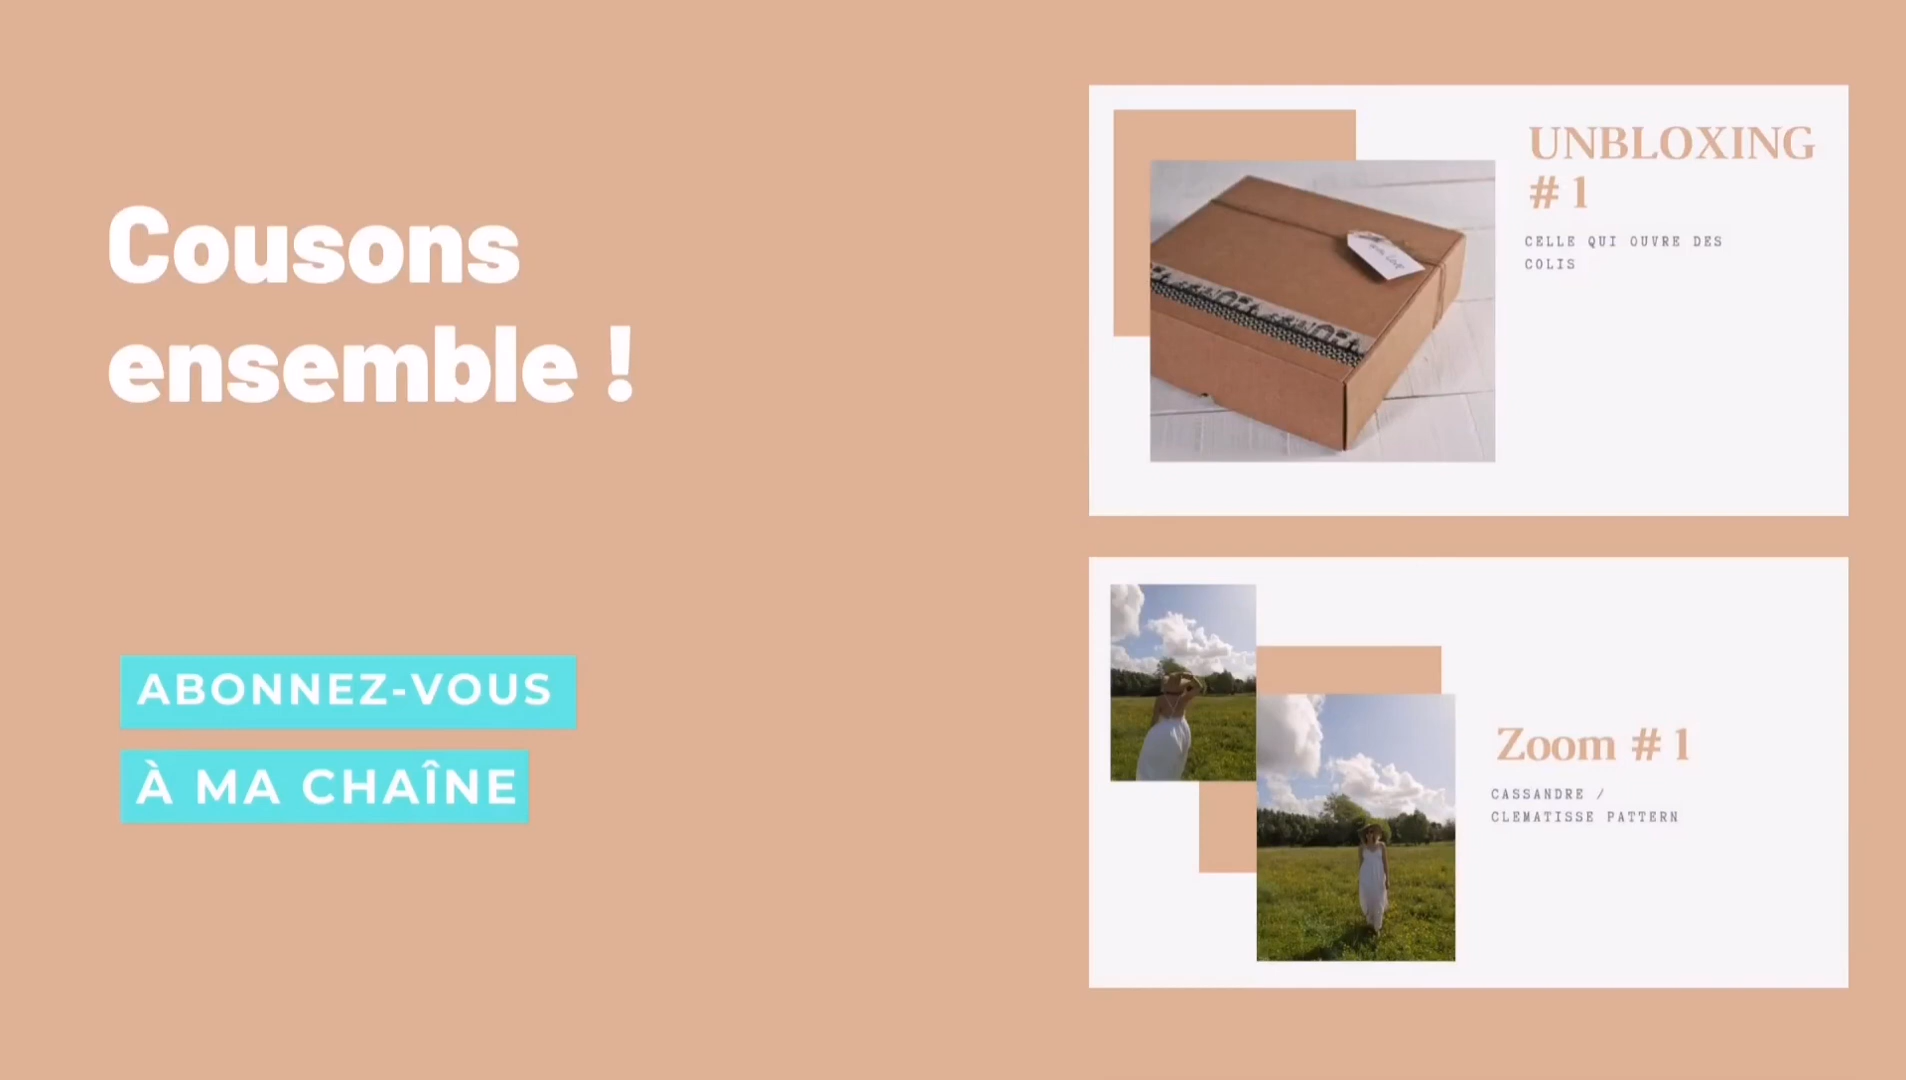 Cousons
ensemble !
ABONNEZ-VOUS
À MA CHAÎNE
UNBLOXING
# 1
CELLE QUI OUVRE DES
COLIS
Zoom # 1
CASSANDRE /
CLEMATISSE PATTERN